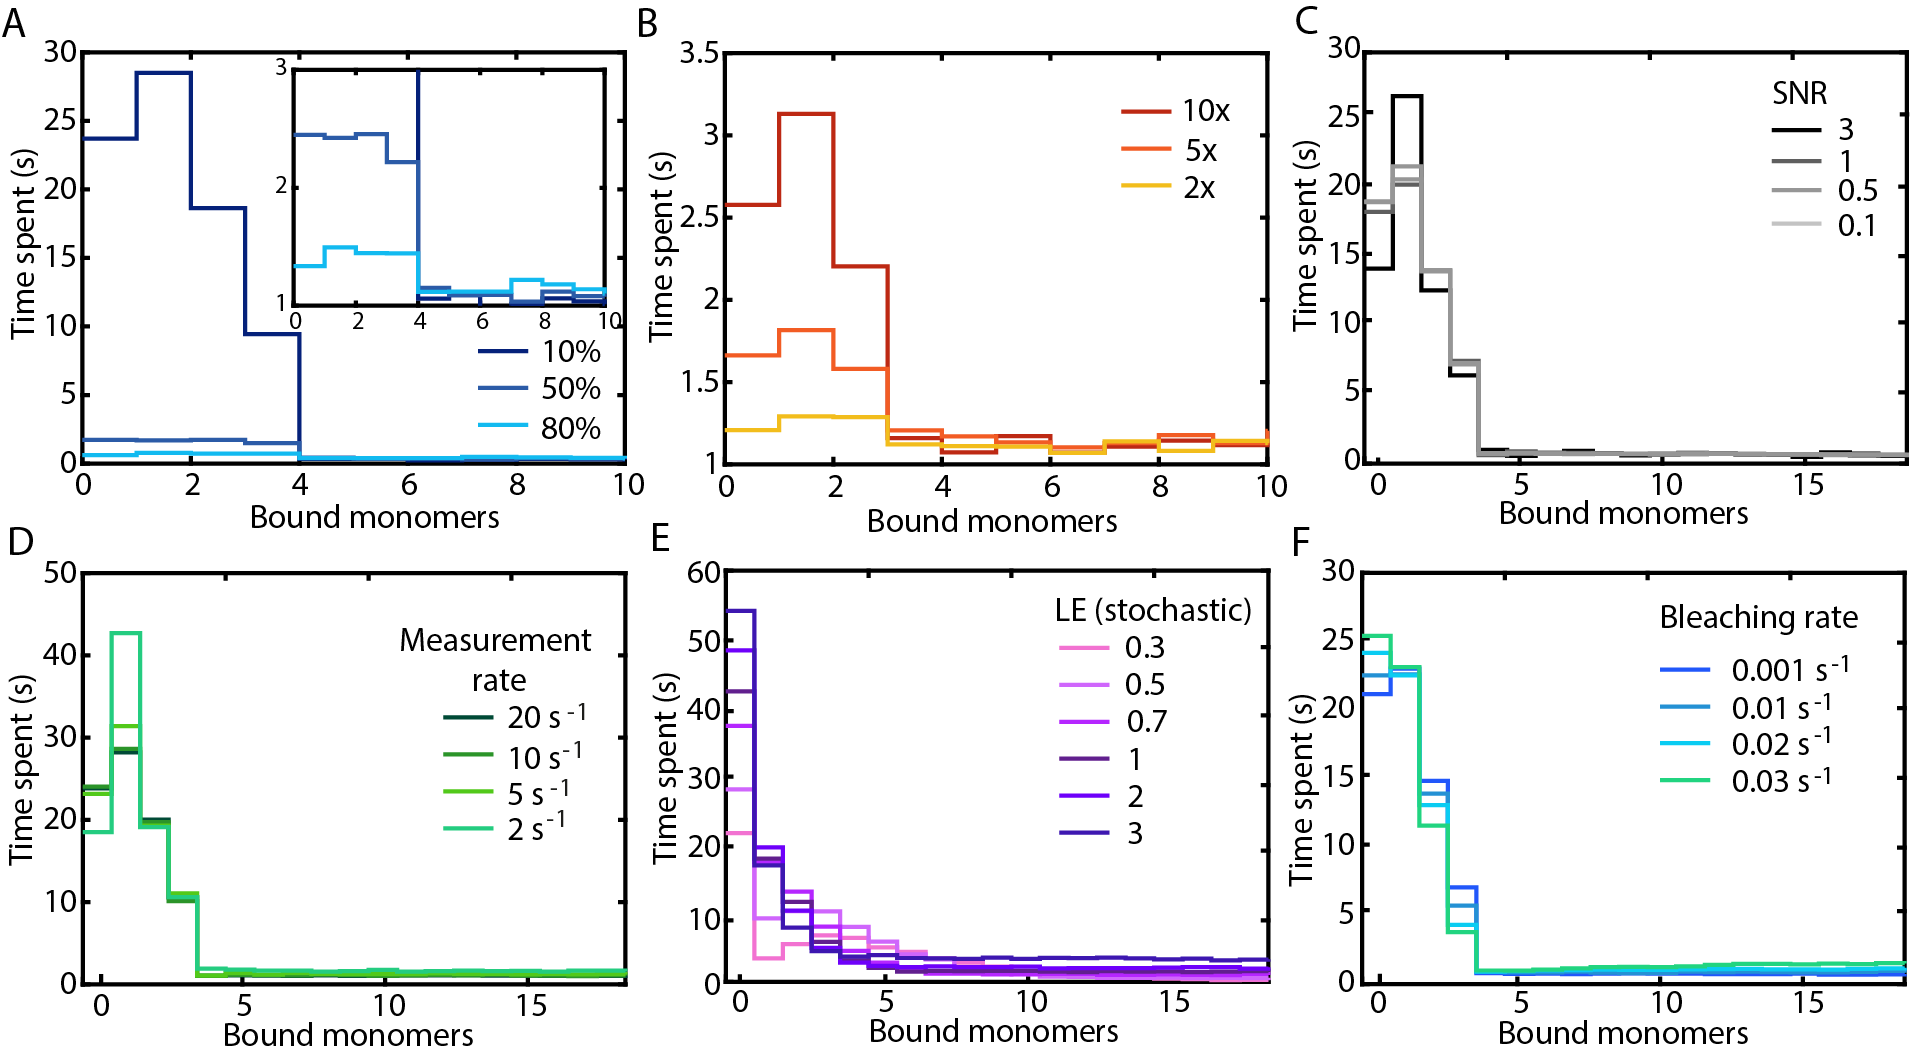 A
Time spent (s)
30
25
20
15
10
5
0
0 2 4 6 8 10
Bound monomers
3
2
1
0 2 4 6 8 10
10%
50%
80%
B
Time spent (s)
3.5
3
2.5
2
1.5
1
0 2 4 6 8 10
Bound monomers
10x
5x
2x
C
Time spent (s)
30
25
20
15
10
5
0
0 5 10 15
Bound monomers
SNR
3
1
0.5
0.1
D
Time spent (s)
50
40
30
20
10
0
0 5 10 15
Bound monomers
Measurement
rate
20 s⁻¹
10 s⁻¹
5 s⁻¹
2 s⁻¹
E
Time spent (s)
60
50
40
30
20
10
0
0 5 10 15
Bound monomers
LE (stochastic)
0.3
0.5
0.7
1
2
3
F
Time spent (s)
30
25
20
15
10
5
0
0 5 10 15
Bound monomers
Bleaching rate
0.001 s⁻¹
0.01 s⁻¹
0.02 s⁻¹
0.03 s⁻¹